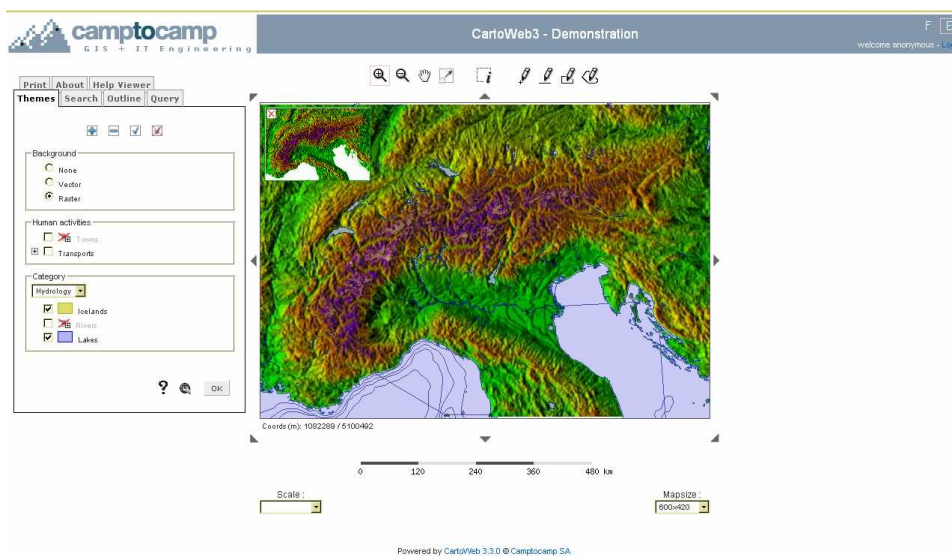 camptocamp
GIS + IT Engineering
CartoWeb3 - Demonstration
F E
welcome anonymous -
Print About Help Viewer
Themes Search Outline Query
Background
None
Vector
Raster
Human activities
Towns
Transports
Category
Hydrology
Icelands
Rivers
Lakes
? OK
Coords (m): 1082289 / 5100492
0 120 240 360 480 km
Scale :
Mapsize :
600x420
Powered by CartoWeb 3.3.0 © Camptocamp SA